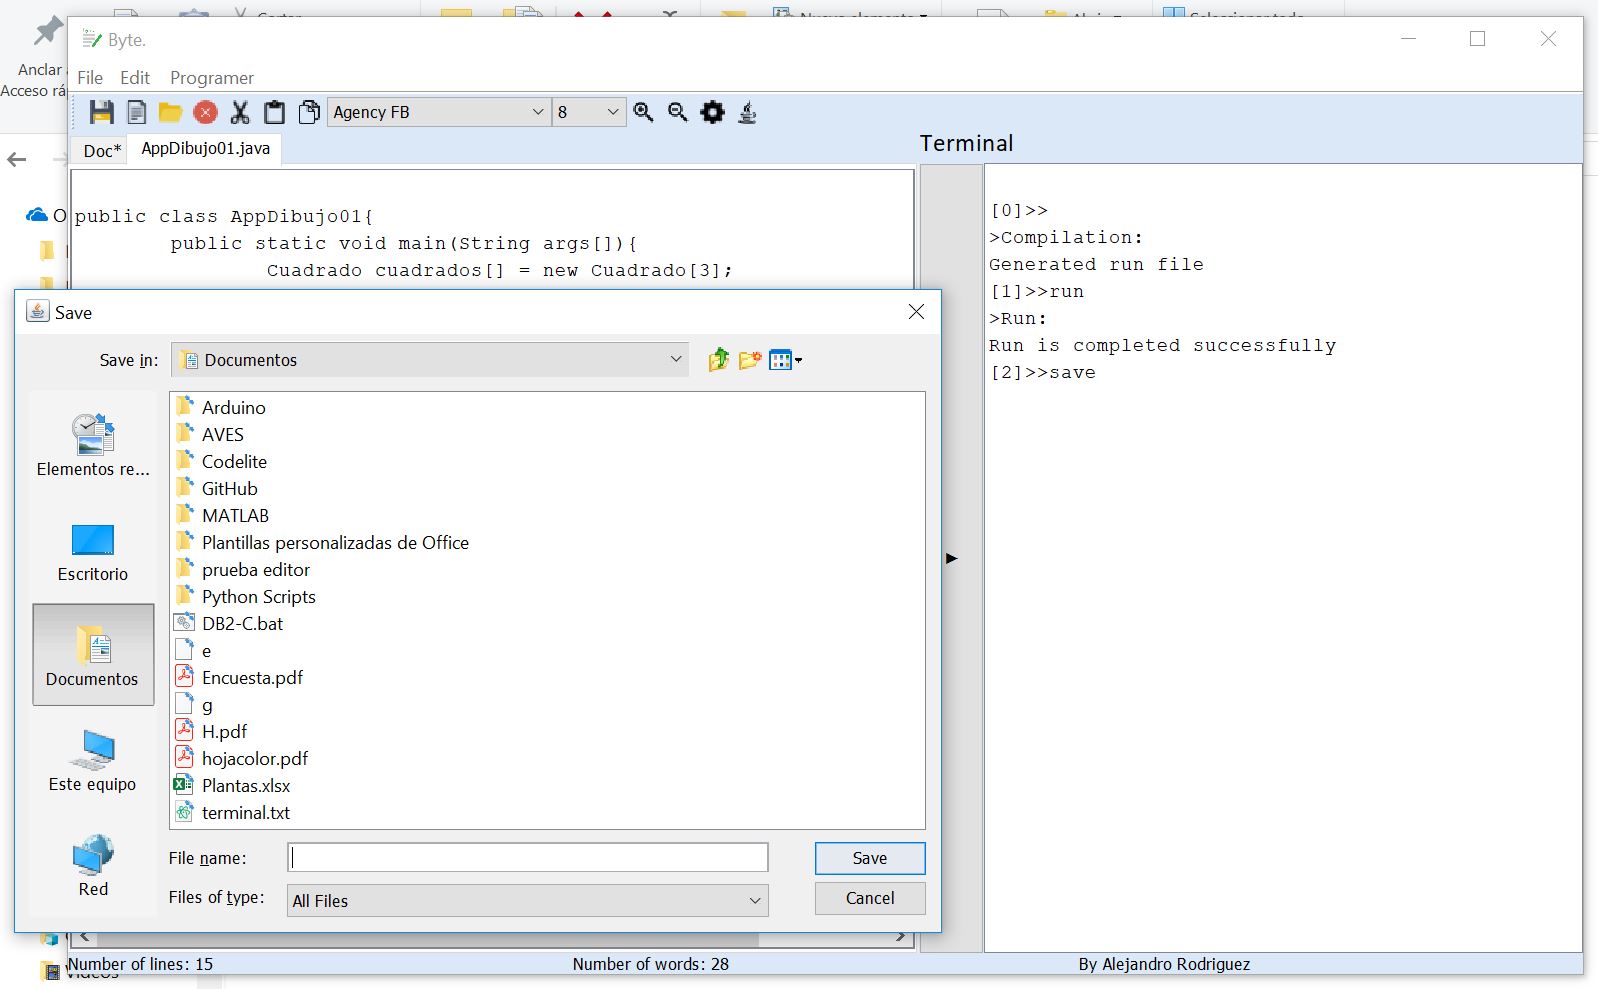 Anclar
Acceso rá
Byte.
File Edit Programer
Agency FB 8
Doc* AppDibujo01.java
Terminal
public class AppDibujo01{
public static void main(String args[]){
Cuadrado cuadrados[] = new Cuadrado[3];
[0]>>
>Compilation:
Generated run file
[1]>>run
>Run:
Run is completed successfully
[2]>>save
Save
Save in: Documentos
Elementos re...
Escritorio
Documentos
Este equipo
Red
Arduino
AVES
Codelite
GitHub
MATLAB
Plantillas personalizadas de Office
prueba editor
Python Scripts
DB2-C.bat
e
Encuesta.pdf
g
H.pdf
hojacolor.pdf
Plantas.xlsx
terminal.txt
File name: Save
Files of type: All Files Cancel
Number of lines: 15 Number of words: 28 By Alejandro Rodriguez